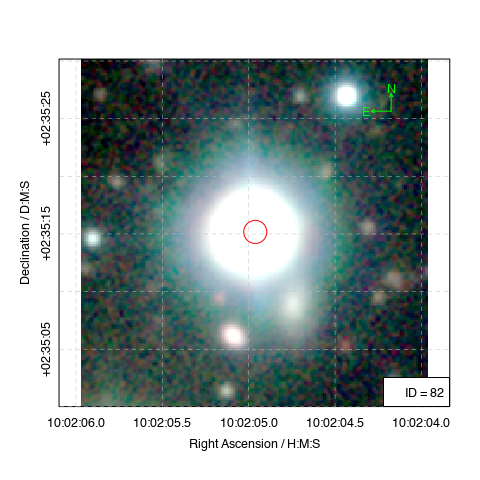 N
E
+02:35:25
+02:35:15
+02:35:05
Declination / D:M:S
ID = 82
10:02:06.0 10:02:05.5 10:02:05.0 10:02:04.5 10:02:04.0
Right Ascension / H:M:S